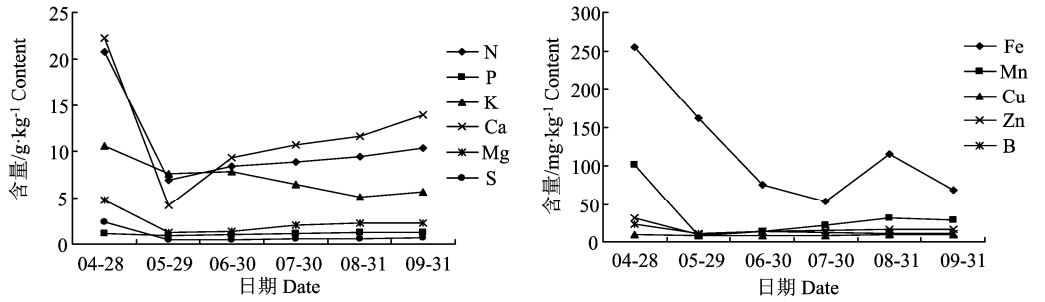 含量/g·kg⁻¹ Content
25
20
15
10
5
0
04-28 05-29 06-30 07-30 08-31 09-31
日期 Date
N
P
K
Ca
Mg
S
含量/mg·kg⁻¹ Content
300
250
200
150
100
50
0
04-28 05-29 06-30 07-30 08-31 09-31
日期 Date
Fe
Mn
Cu
Zn
B